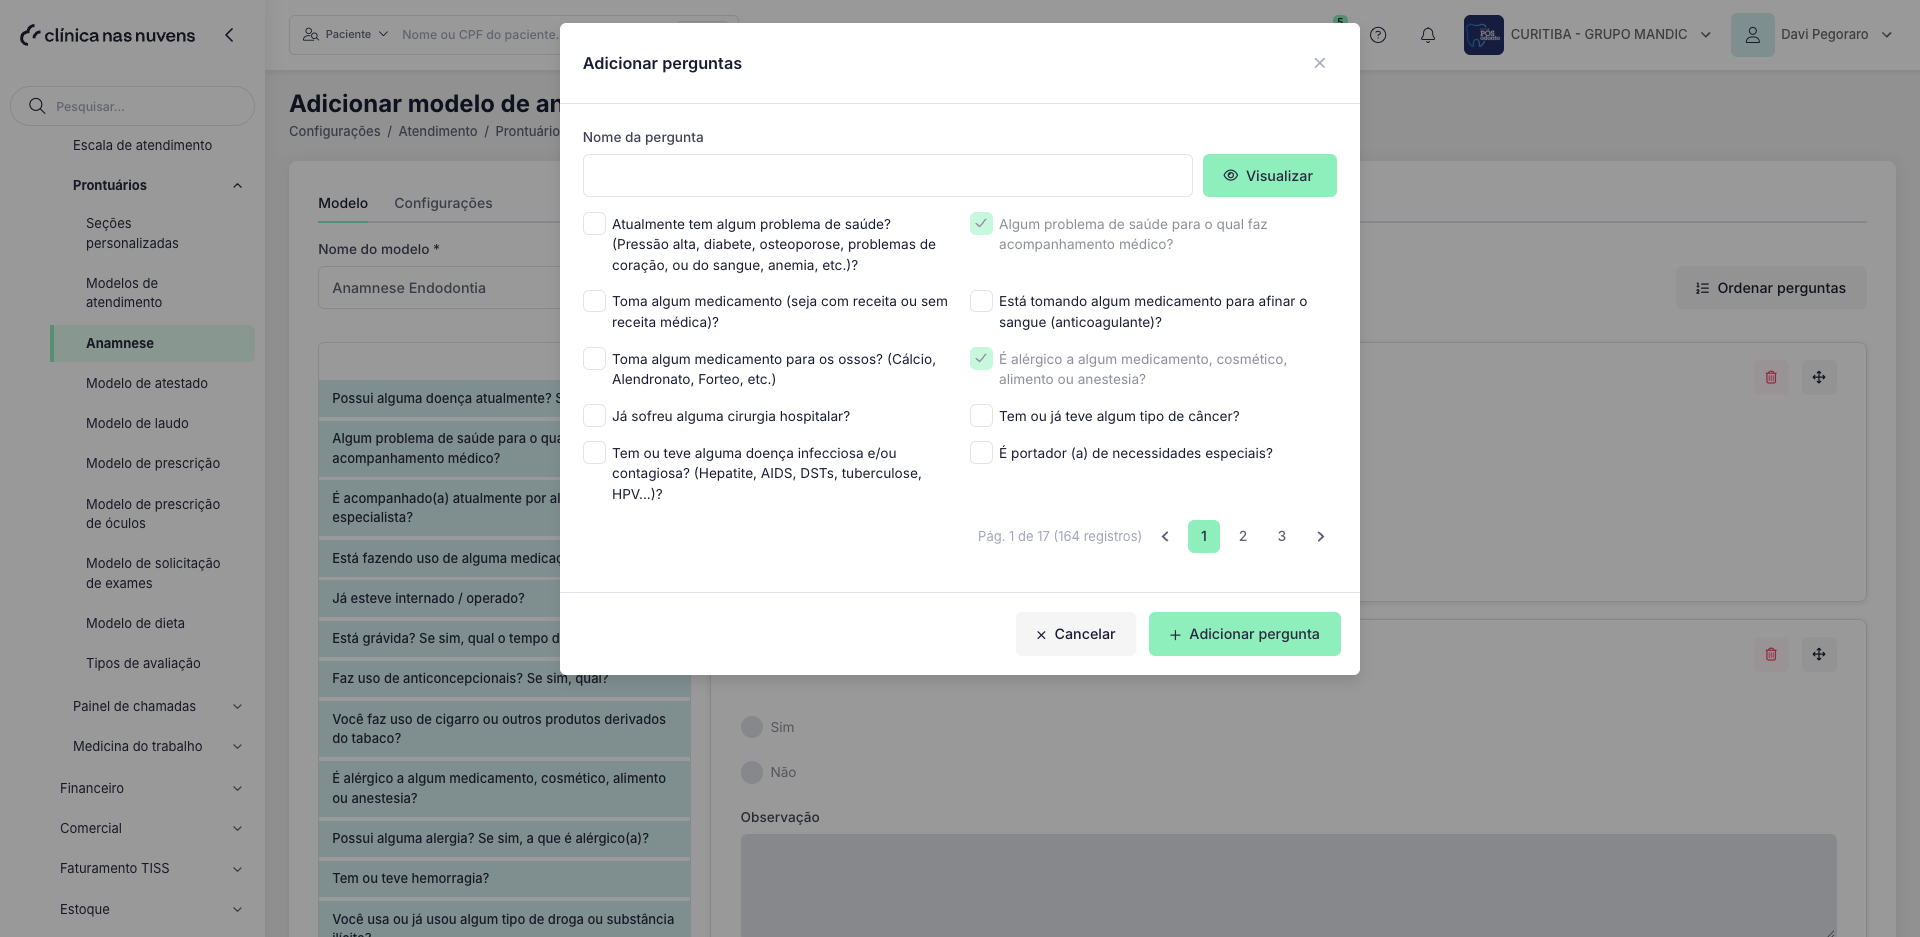 clínica nas nuvens
Pesquisar...
Escala de atendimento
Prontuários
Seções
personalizadas
Modelos de
atendimento
Anamnese
Modelo de atestado
Modelo de laudo
Modelo de prescrição
Modelo de prescrição
de óculos
Modelo de solicitação
de exames
Modelo de dieta
Tipos de avaliação
Painel de chamadas
Medicina do trabalho
Financeiro
Comercial
Faturamento TISS
Estoque
Paciente
Nome ou CPF do paciente.
5
CURITIBA - GRUPO MANDIC
Davi Pegoraro
Adicionar modelo de an
Configurações / Atendimento / Prontuário
Modelo
Configurações
Nome do modelo *
Anamnese Endodontia
Ordenar perguntas
Possui alguma doença atualmente? S
Algum problema de saúde para o qua
acompanhamento médico?
É acompanhado(a) atualmente por al
especialista?
Está fazendo uso de alguma medicaç
Já esteve internado / operado?
Está grávida? Se sim, qual o tempo d
Faz uso de anticoncepcionais? Se sim, qual?
Você faz uso de cigarro ou outros produtos derivados
do tabaco?
É alérgico a algum medicamento, cosmético, alimento
ou anestesia?
Possui alguma alergia? Se sim, a que é alérgico(a)?
Tem ou teve hemorragia?
Você usa ou já usou algum tipo de droga ou substância
Sim
Não
Observação
Adicionar perguntas
Nome da pergunta
Visualizar
Atualmente tem algum problema de saúde?
(Pressão alta, diabete, osteoporose, problemas de
coração, ou do sangue, anemia, etc.)?
Algum problema de saúde para o qual faz
acompanhamento médico?
Toma algum medicamento (seja com receita ou sem
receita médica)?
Está tomando algum medicamento para afinar o
sangue (anticoagulante)?
Toma algum medicamento para os ossos? (Cálcio,
Alendronato, Forteo, etc.)
É alérgico a algum medicamento, cosmético,
alimento ou anestesia?
Já sofreu alguma cirurgia hospitalar?
Tem ou já teve algum tipo de câncer?
Tem ou teve alguma doença infecciosa e/ou
contagiosa? (Hepatite, AIDS, DSTs, tuberculose,
HPV...)?
É portador (a) de necessidades especiais?
Pág. 1 de 17 (164 registros)
1
2
3
Cancelar
Adicionar pergunta